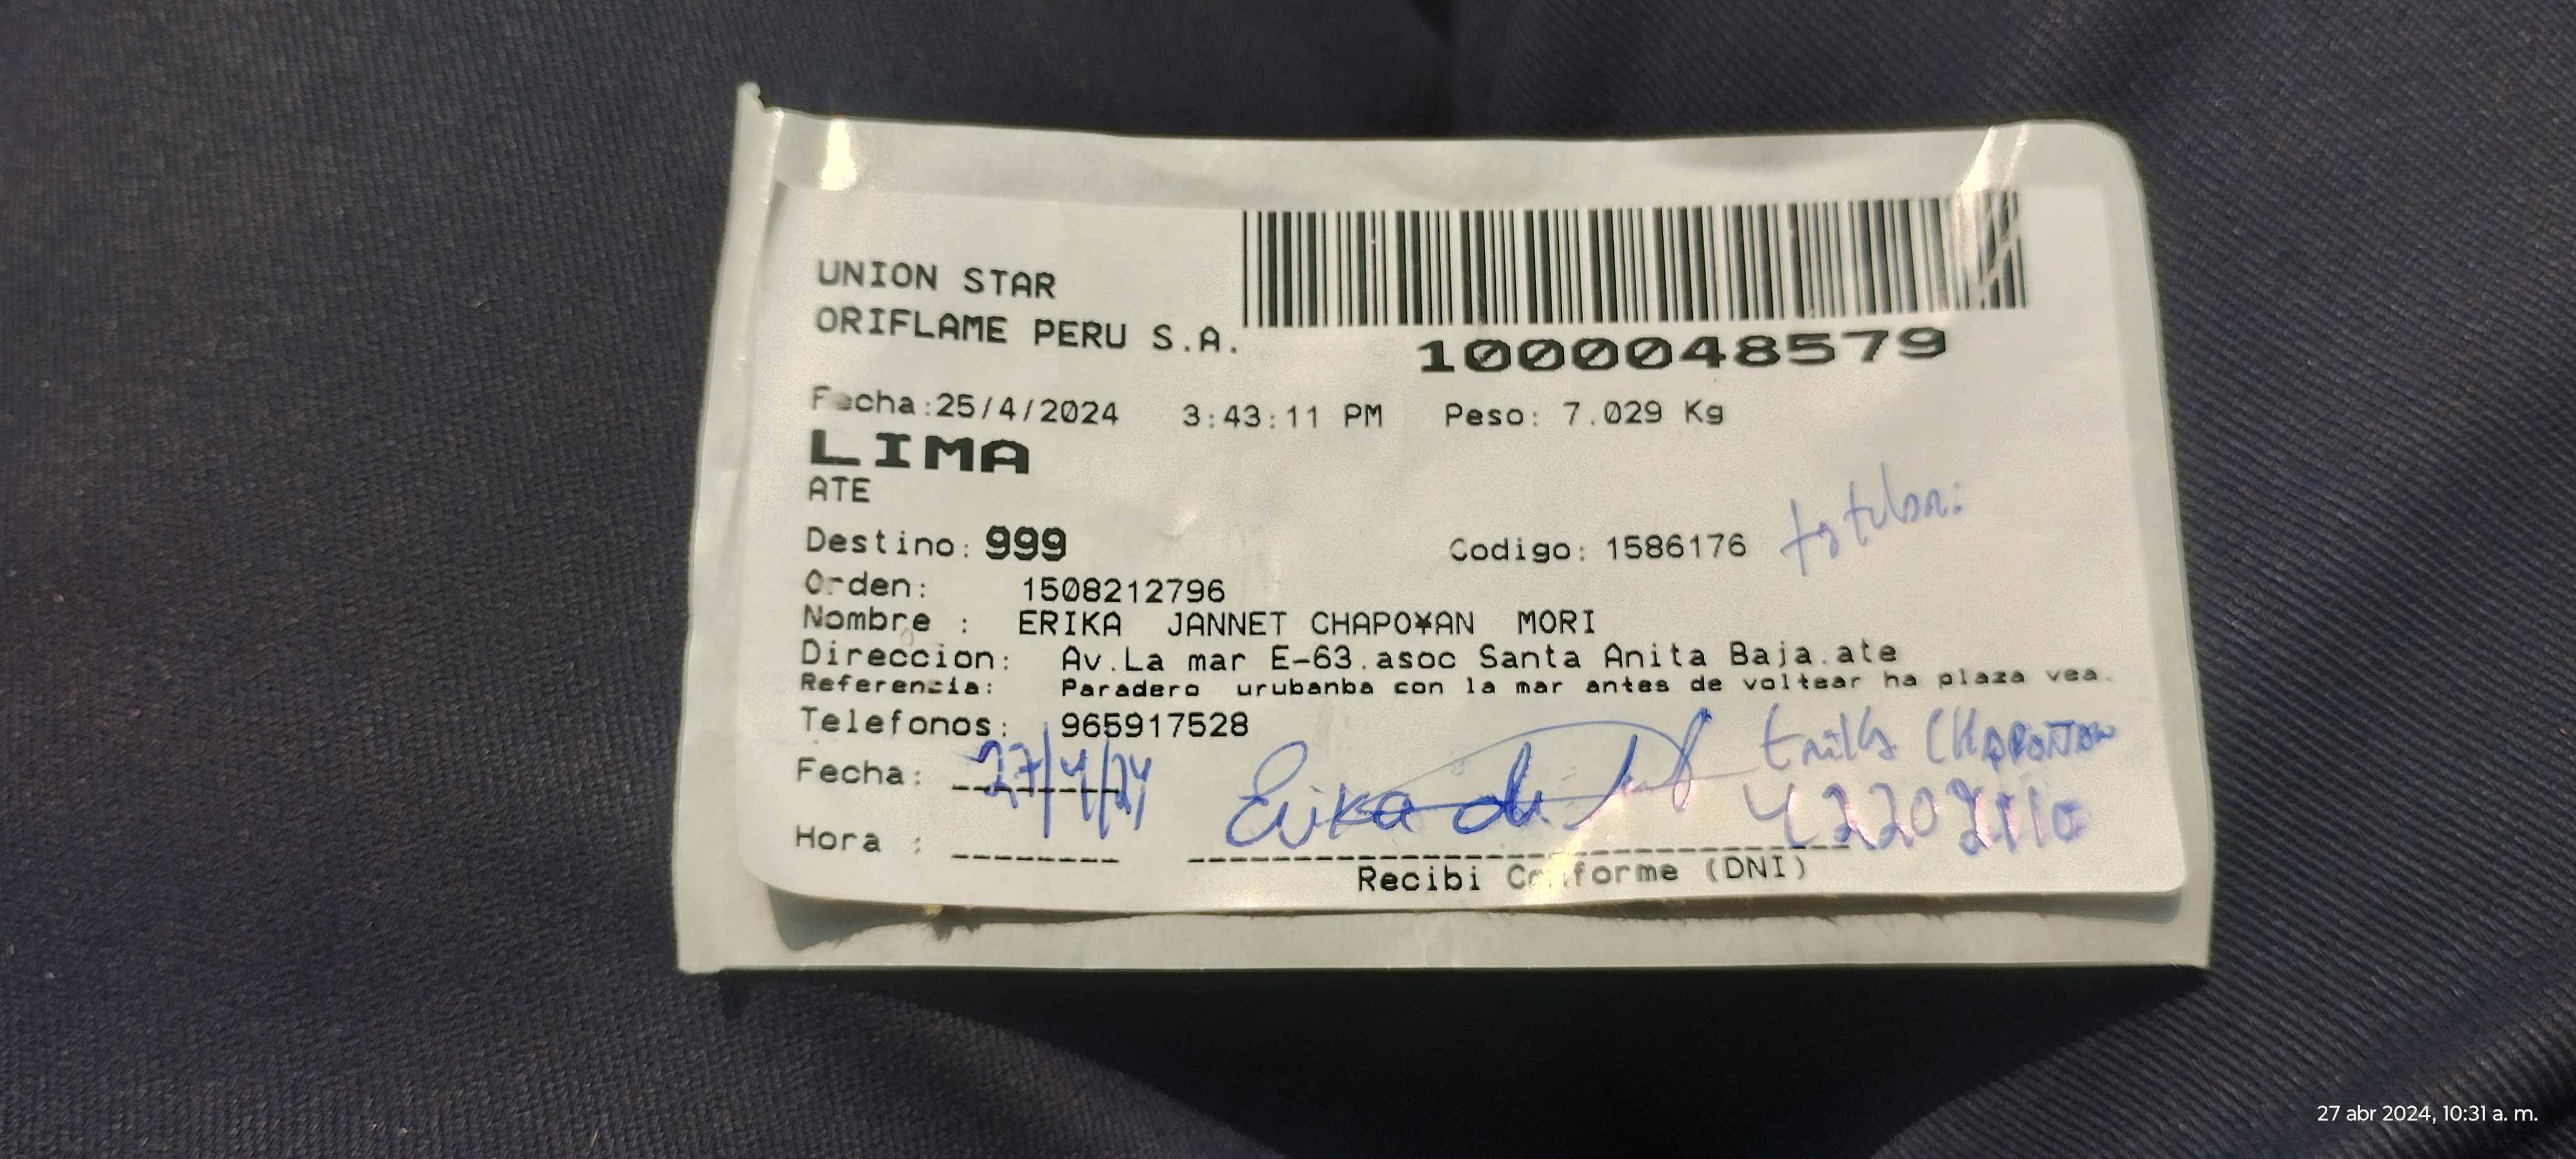 UNION STAR
ORIFLAME PERU S.A.
1000048579
Fecha:25/4/2024 3:43:11 PM Peso: 7.029 Kg
LIMA
ATE
Destino: 999 Codigo: 1586176
Orden: 1508212796
Nombre : ERIKA JANNET CHAPO¥AN MORI
Direccion: Av.La mar E-63.asoc Santa Anita Baja.ate
Referencia: Paradero urubanba con la mar antes de voltear ha plaza vea.
Telefonos: 965917528
Fecha: 27/4/24 Erika
Hora :
Recibi Conforme (DNI)
27 abr 2024, 10:31 a. m.